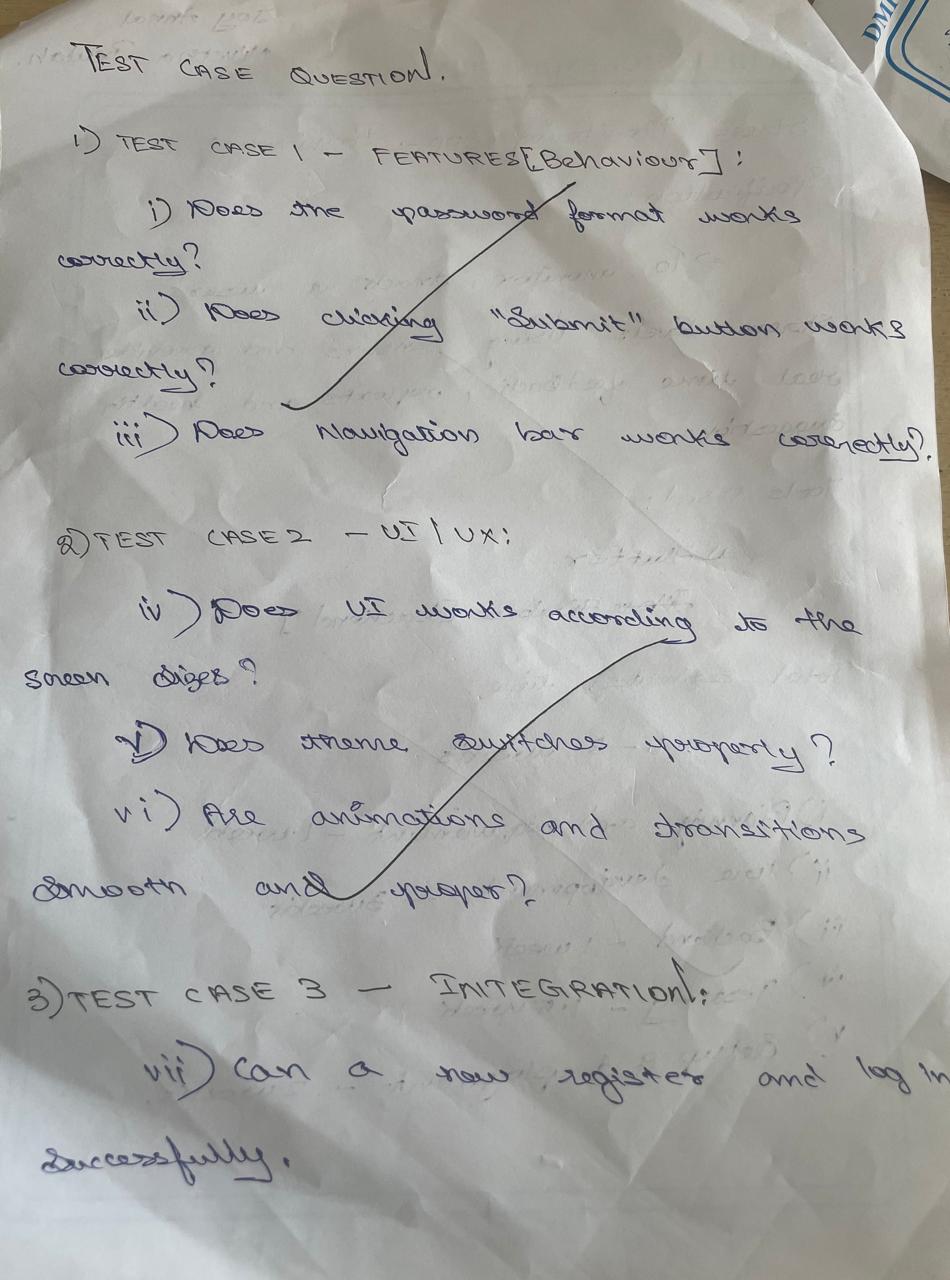 TEST CASE QUESTION.
1) TEST CASE 1 - FEATURES[Behaviour]:
i) Does the password format works
correctly?
ii) Does clicking "Submit" button works
correctly?
iii) Does Navigation bar works correctly?
2) TEST CASE 2 - UI/UX:
iv) Does UI works according to the
screen sizes?
v) Does theme switches properly?
vi) Are animations and transitions
smooth and proper?
3) TEST CASE 3 - INTEGRATION:
vii) Can a new register and log in
successfully.
DMI